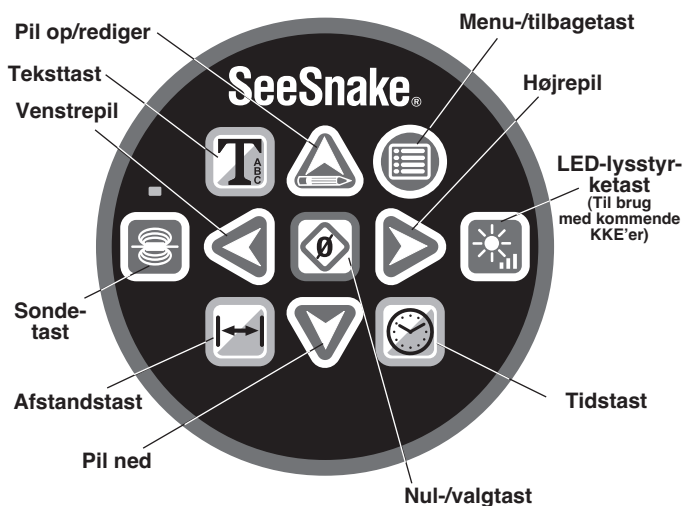 Pil op/rediger
Menu-/tilbagetast
Teksttast
SeeSnake®
Højrepil
Venstrepil
T
A
B
C
LED-lysstyr-
ketast
(Til brug
med kommende
KKE'er)
Ø
Sonde-
tast
Afstandstast
Tidstast
Pil ned
Nul-/valgtast